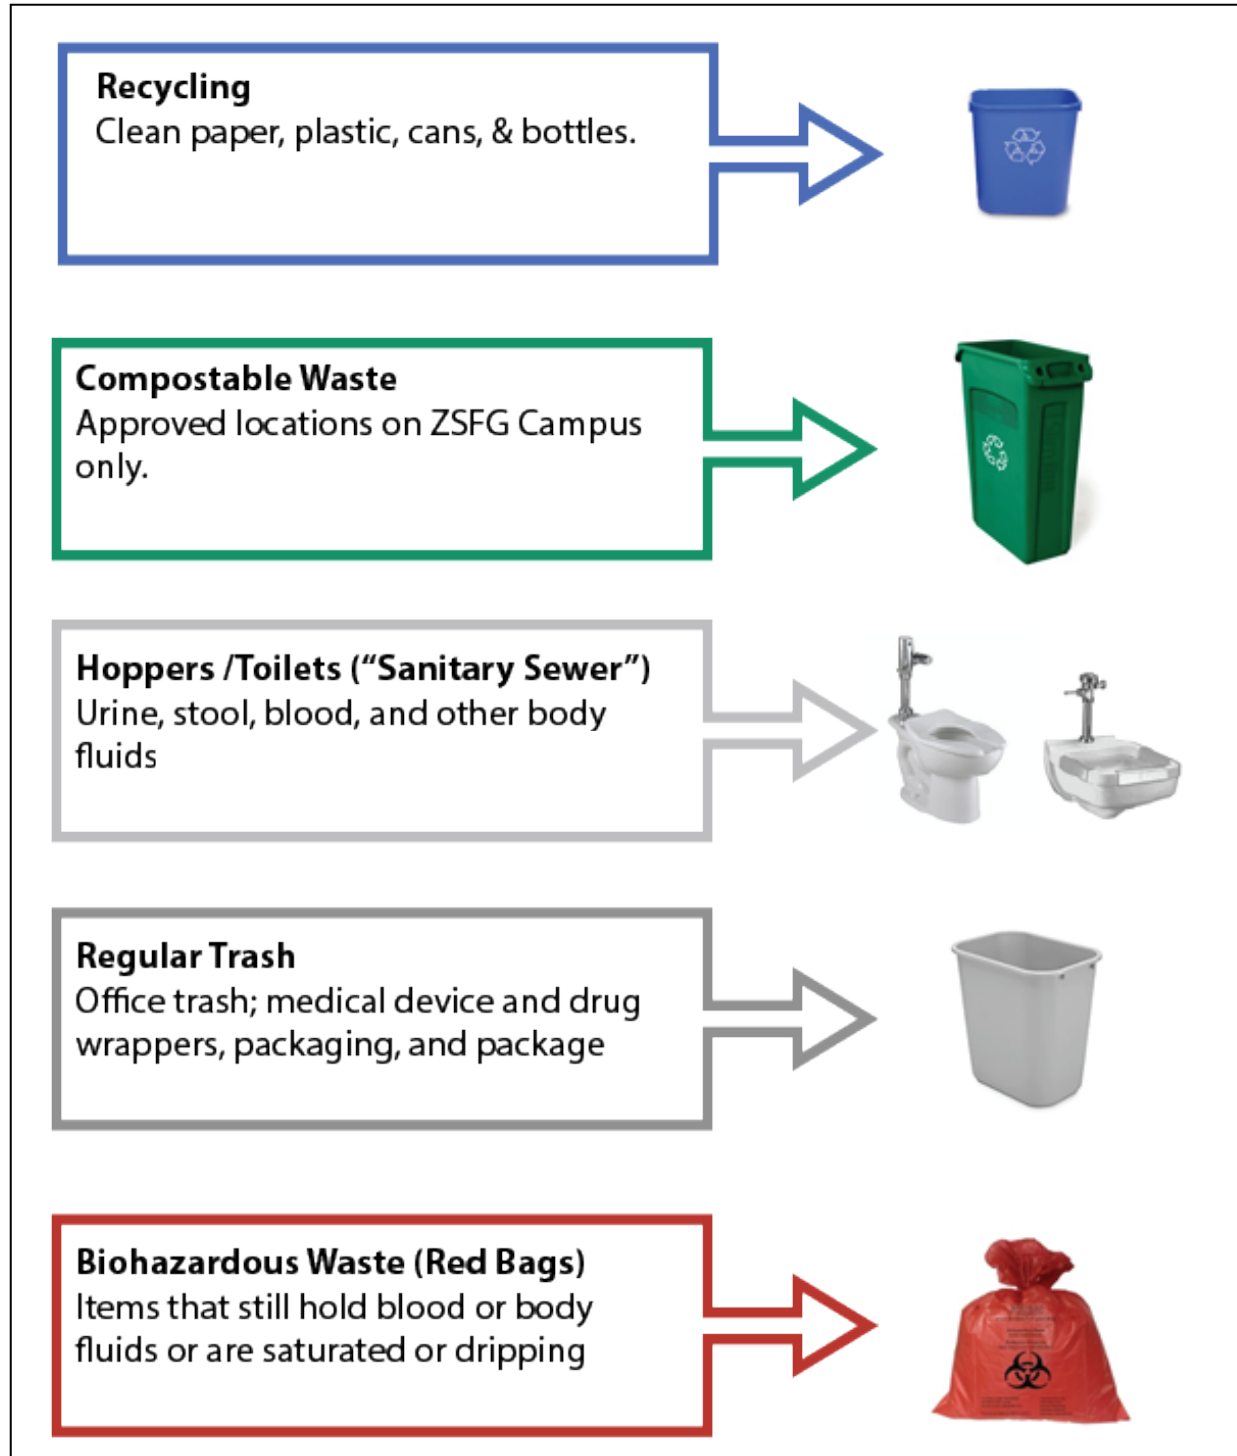 Recycling
Clean paper, plastic, cans, & bottles.
Compostable Waste
Approved locations on ZSFG Campus
only.
Hoppers /Toilets (“Sanitary Sewer”)
Urine, stool, blood, and other body
fluids
Regular Trash
Office trash; medical device and drug
wrappers, packaging, and package
Biohazardous Waste (Red Bags)
Items that still hold blood or body
fluids or are saturated or dripping